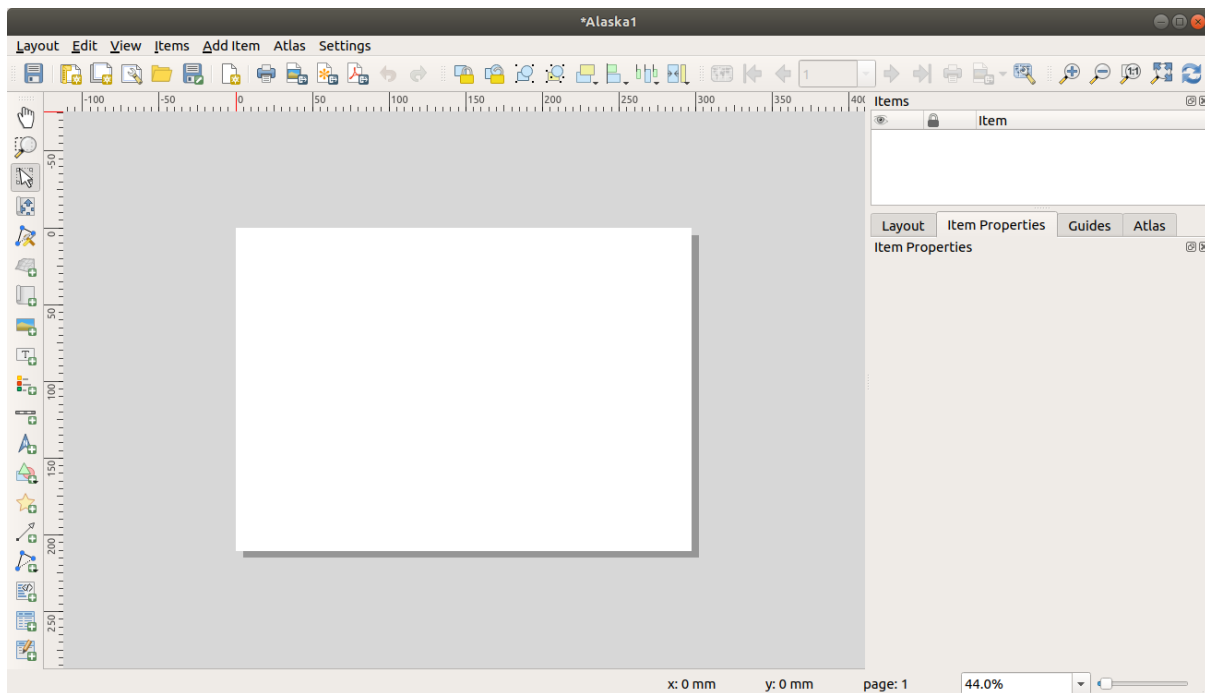 *Alaska1
Layout Edit View Items Add Item Atlas Settings
1
-100 -50 0 50 100 150 200 250 300 350 400
Items
Item
Layout Item Properties Guides Atlas
Item Properties
-50
0
50
100
150
200
250
x: 0 mm y: 0 mm page: 1 44.0%